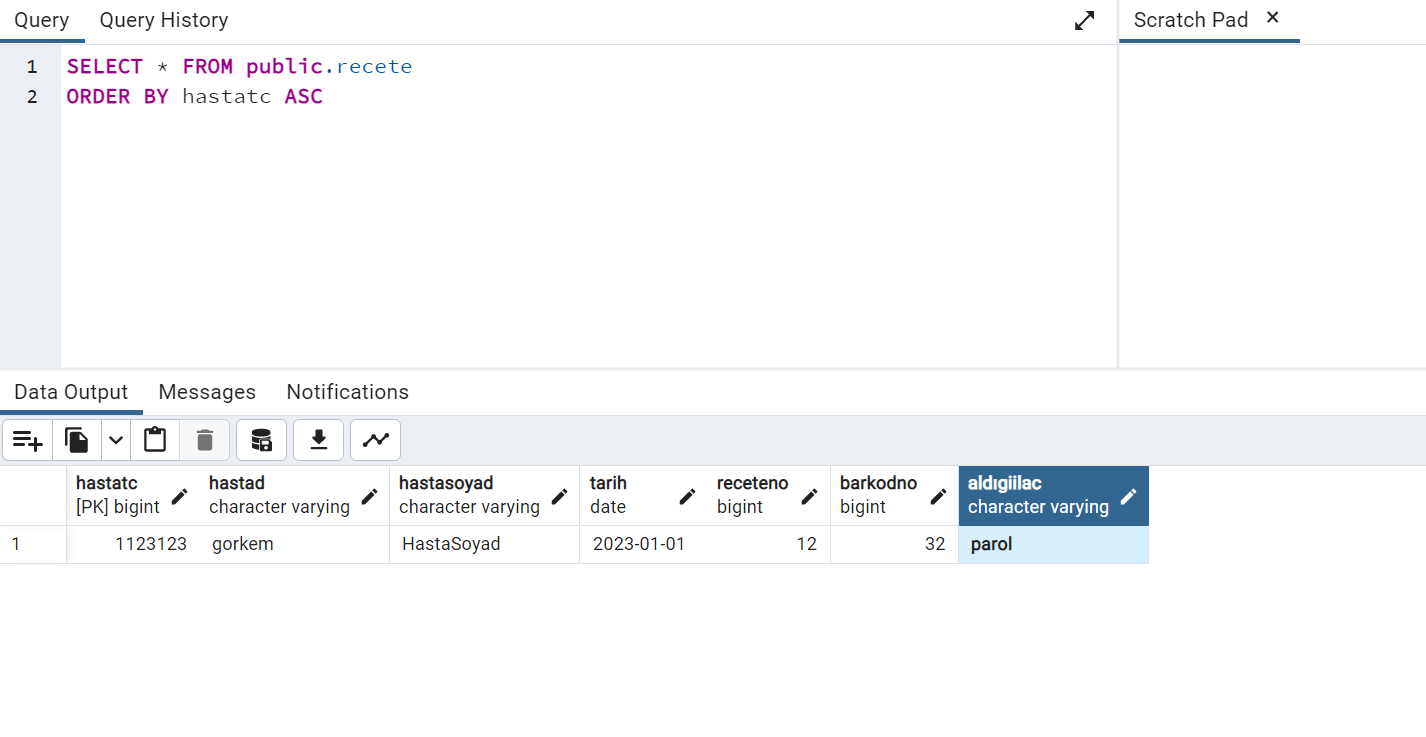 Query Query History Scratch Pad ×
1 SELECT * FROM public.recete
2 ORDER BY hastatc ASC
Data Output Messages Notifications
hastatc hastad hastasoyad tarih receteno barkodno aldıgiilac
[PK] bigint character varying character varying date bigint bigint character varying
1 1123123 gorkem HastaSoyad 2023-01-01 12 32 parol